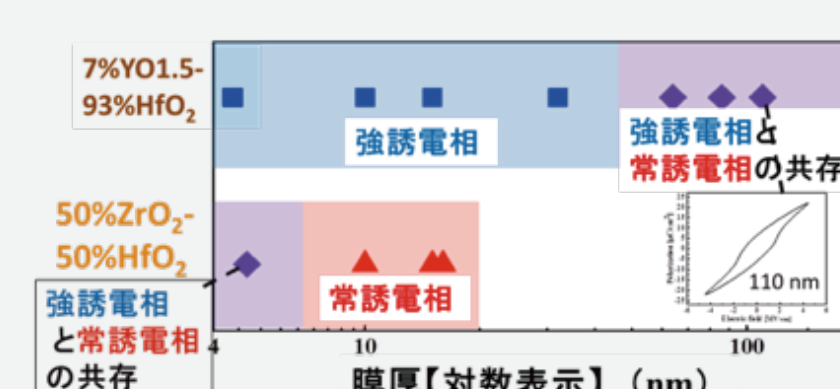 7%YO1.5-
93%HfO2
強誘電相
強誘電相と
常誘電相の共存
50%ZrO2-
50%HfO2
強誘電相
と常誘電相
の共存
常誘電相
110 nm
4 10 100
膜厚【対数表示】（nm）